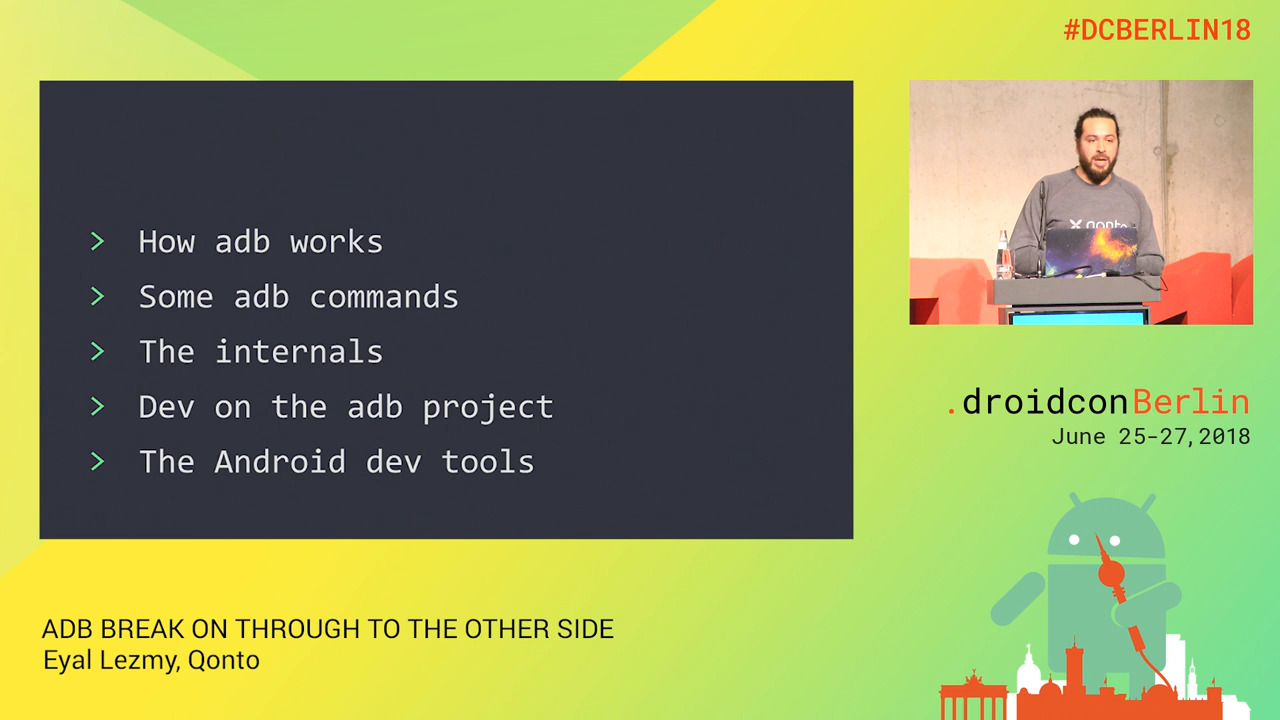 #DCBERLIN18
> How adb works
> Some adb commands
> The internals
> Dev on the adb project
> The Android dev tools
qonto
.droidconBerlin
June 25-27, 2018
ADB BREAK ON THROUGH TO THE OTHER SIDE
Eyal Lezmy, Qonto